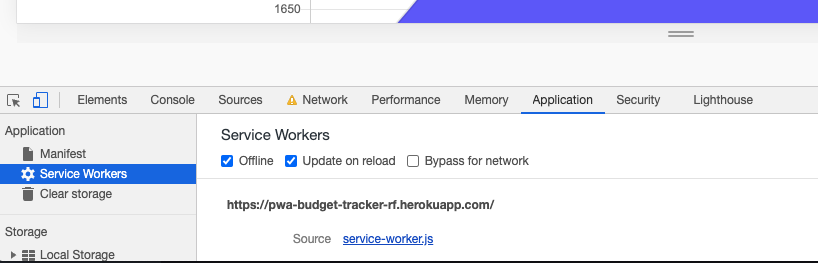 1650
Elements Console Sources Network Performance Memory Application Security Lighthouse
Application
Manifest
Service Workers
Clear storage
Storage
Local Storage
Service Workers
Offline Update on reload Bypass for network
https://pwa-budget-tracker-rf.herokuapp.com/
Source service-worker.js